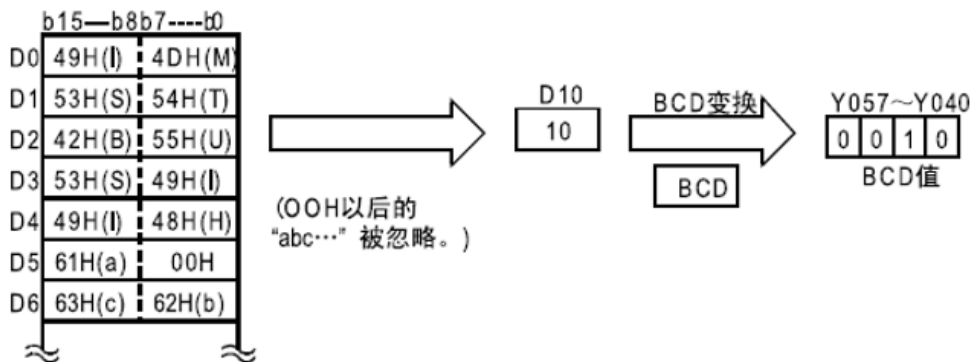 b15—b8b7----b0
D0 49H(I) 4DH(M)
D1 53H(S) 54H(T)
D2 42H(B) 55H(U)
D3 53H(S) 49H(I)
D4 49H(I) 48H(H)
D5 61H(a) 00H
D6 63H(c) 62H(b)
(OOH以后的
“abc…” 被忽略。)
D10
10
BCD变换
BCD
Y057～Y040
0 0 1 0
BCD值